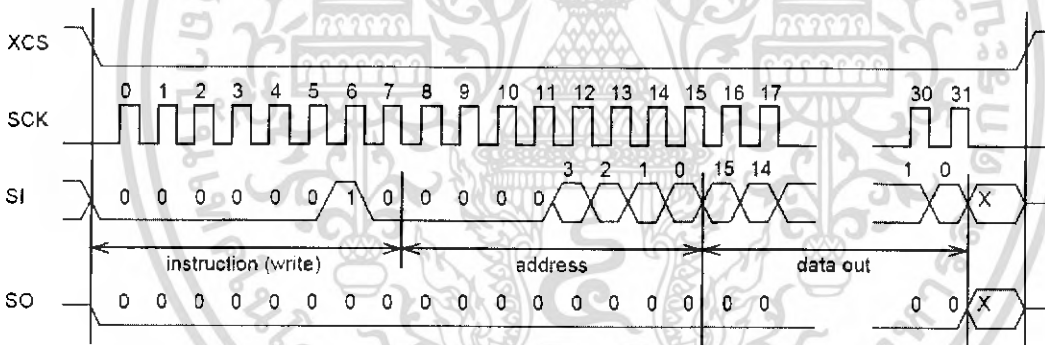 XCS
0 1 2 3 4 5 6 7 8 9 10 11 12 13 14 15 16 17 30 31
SCK
3 2 1 0 15 14 1 0
SI 0 0 0 0 0 0 1 0 0 0 0 0 X
instruction (write) address data out
SO 0 0 0 0 0 0 0 0 0 0 0 0 0 0 0 0 0 0 0 0 X